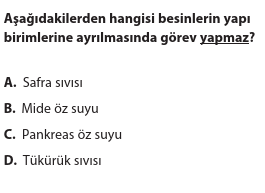 Aşağıdakilerden hangisi besinlerin yapı
birimlerine ayrılmasında görev yapmaz?
A. Safra sıvısı
B. Mide öz suyu
C. Pankreas öz suyu
D. Tükürük sıvısı